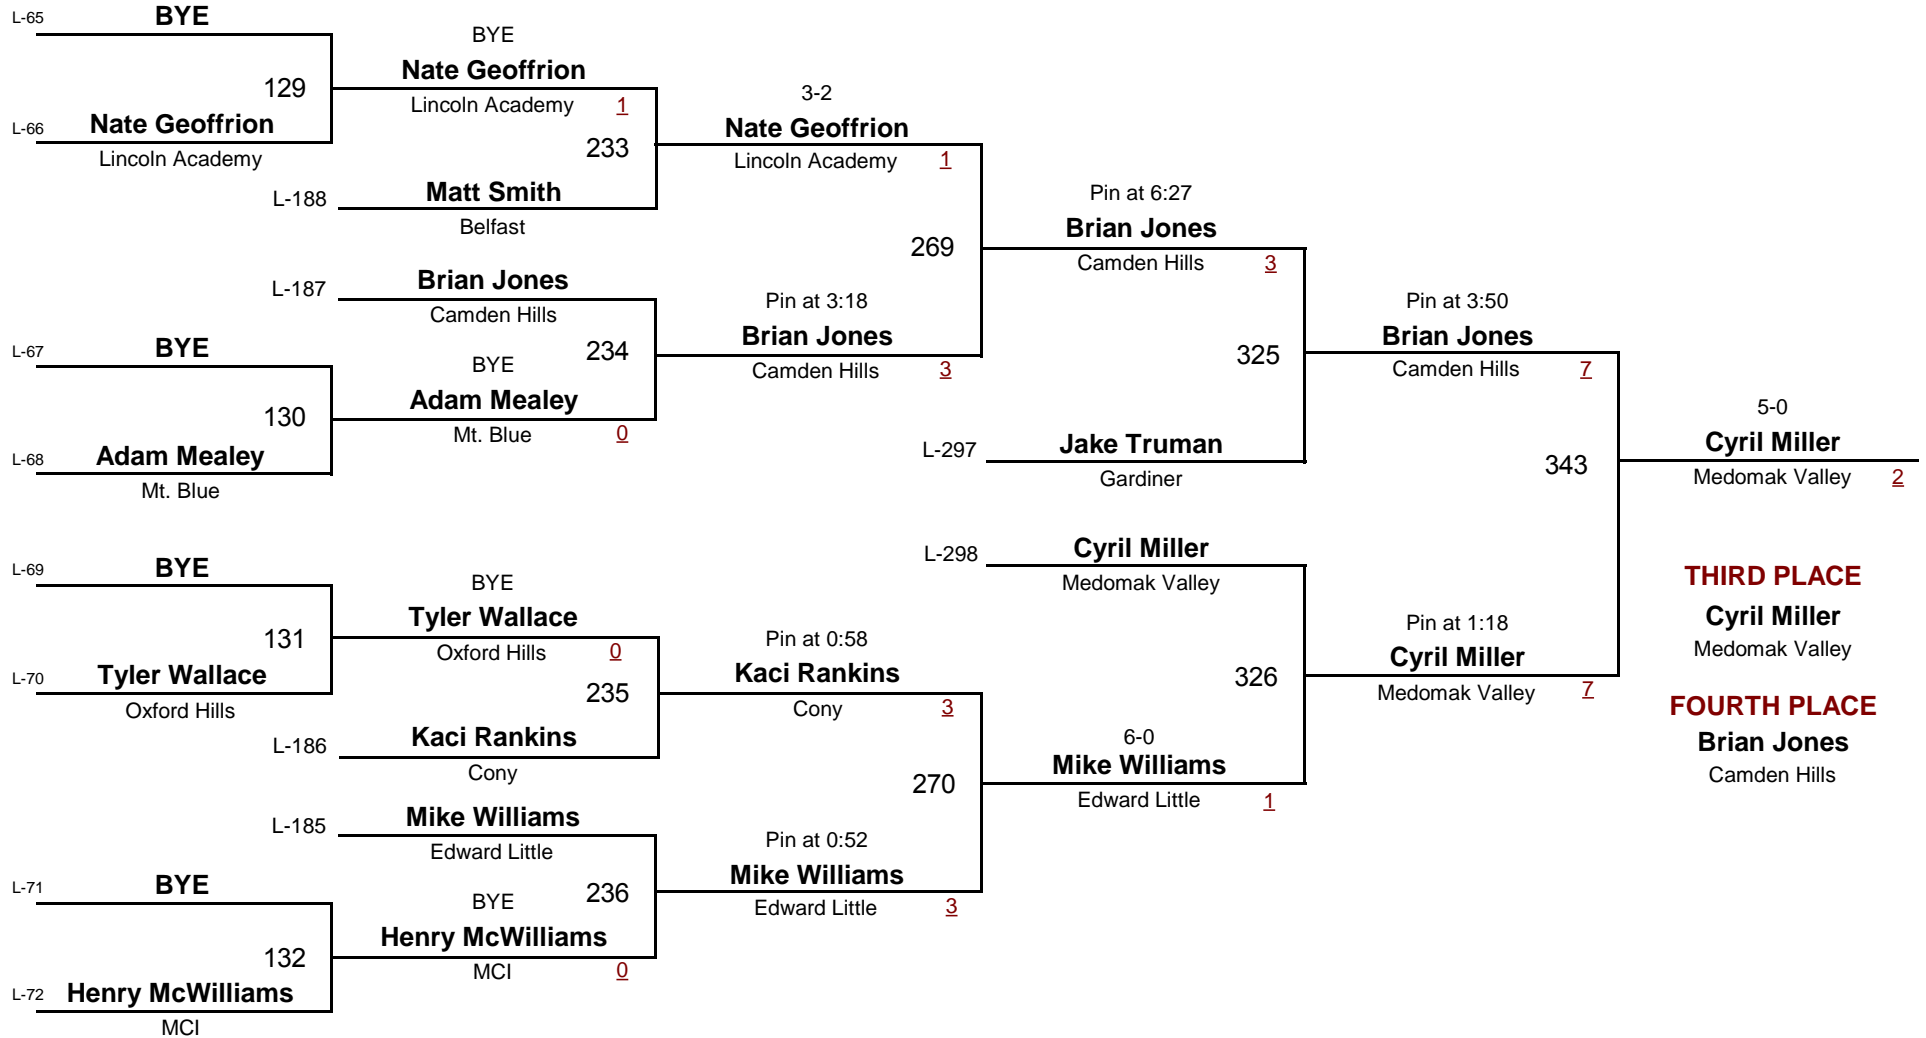 L-65 BYE
129
L-66 Nate Geoffrion
Lincoln Academy
L-67 BYE
130
L-68 Adam Mealey
Mt. Blue
L-69 BYE
131
L-70 Tyler Wallace
Oxford Hills
L-71 BYE
132
L-72 Henry McWilliams
MCI
BYE
Nate Geoffrion
Lincoln Academy 1
233
L-188 Matt Smith
Belfast
L-187 Brian Jones
Camden Hills
234
BYE
Adam Mealey
Mt. Blue 0
BYE
Tyler Wallace
Oxford Hills 0
235
L-186 Kaci Rankins
Cony
L-185 Mike Williams
Edward Little
236
BYE
Henry McWilliams
MCI 0
3-2
Nate Geoffrion
Lincoln Academy 1
269
Pin at 3:18
Brian Jones
Camden Hills 3
Pin at 0:58
Kaci Rankins
Cony 3
270
Pin at 0:52
Mike Williams
Edward Little 3
Pin at 6:27
Brian Jones
Camden Hills 3
325
L-297 Jake Truman
Gardiner
L-298 Cyril Miller
Medomak Valley
326
6-0
Mike Williams
Edward Little 1
Pin at 3:50
Brian Jones
Camden Hills 7
343
Pin at 1:18
Cyril Miller
Medomak Valley 7
5-0
Cyril Miller
Medomak Valley 2
THIRD PLACE
Cyril Miller
Medomak Valley
FOURTH PLACE
Brian Jones
Camden Hills